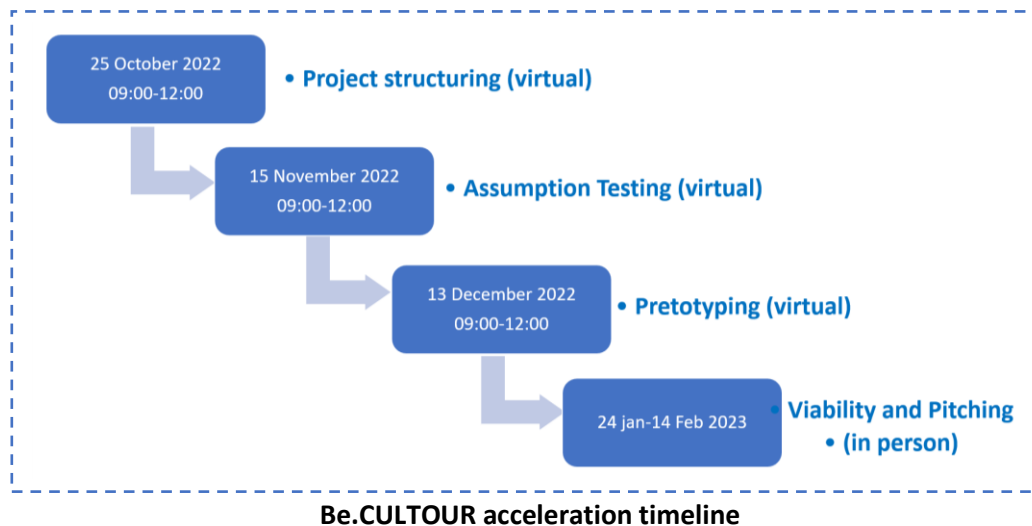 25 October 2022
09:00-12:00
• Project structuring (virtual)
15 November 2022
09:00-12:00
• Assumption Testing (virtual)
13 December 2022
09:00-12:00
• Pretotyping (virtual)
24 jan-14 Feb 2023
• Viability and Pitching
• (in person)
Be.CULTOUR acceleration timeline